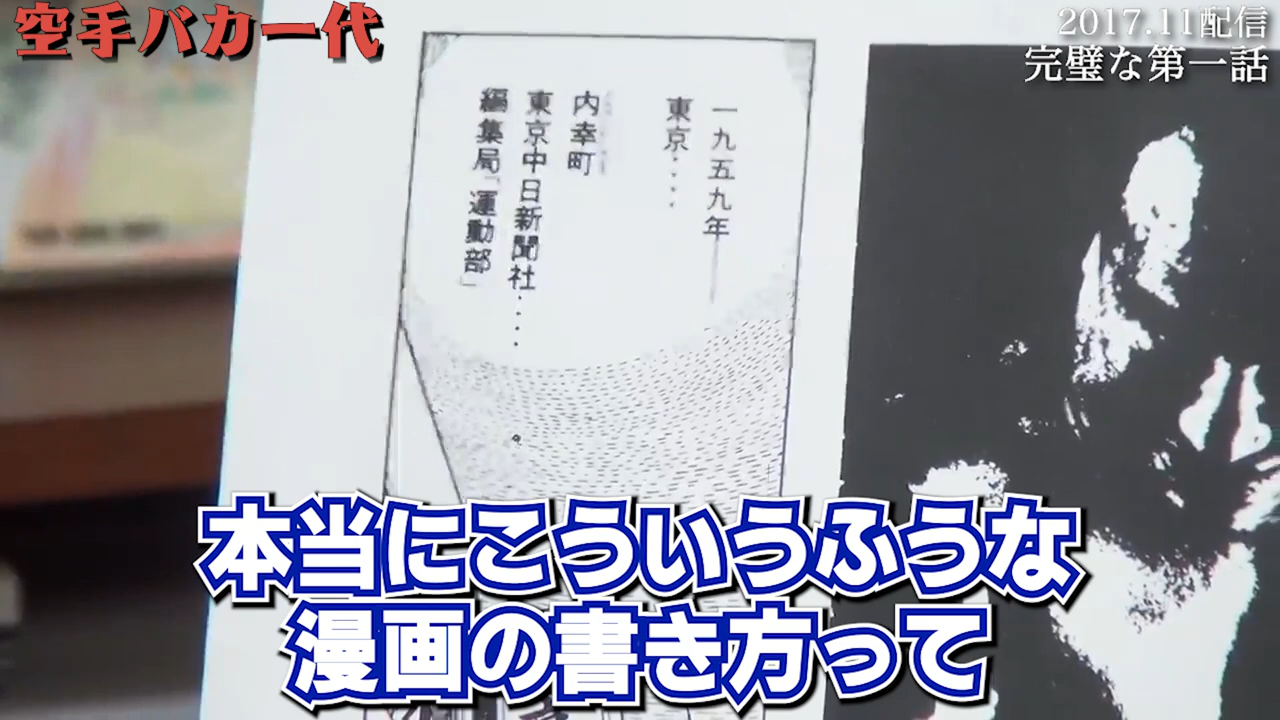 空手バカ一代
2017.11配信
完璧な第一話
一九五九年――
東京‥‥
内幸町
東京中日新聞社‥‥‥
編集局「運動部」
本当にこういうふうな
漫画の書き方って